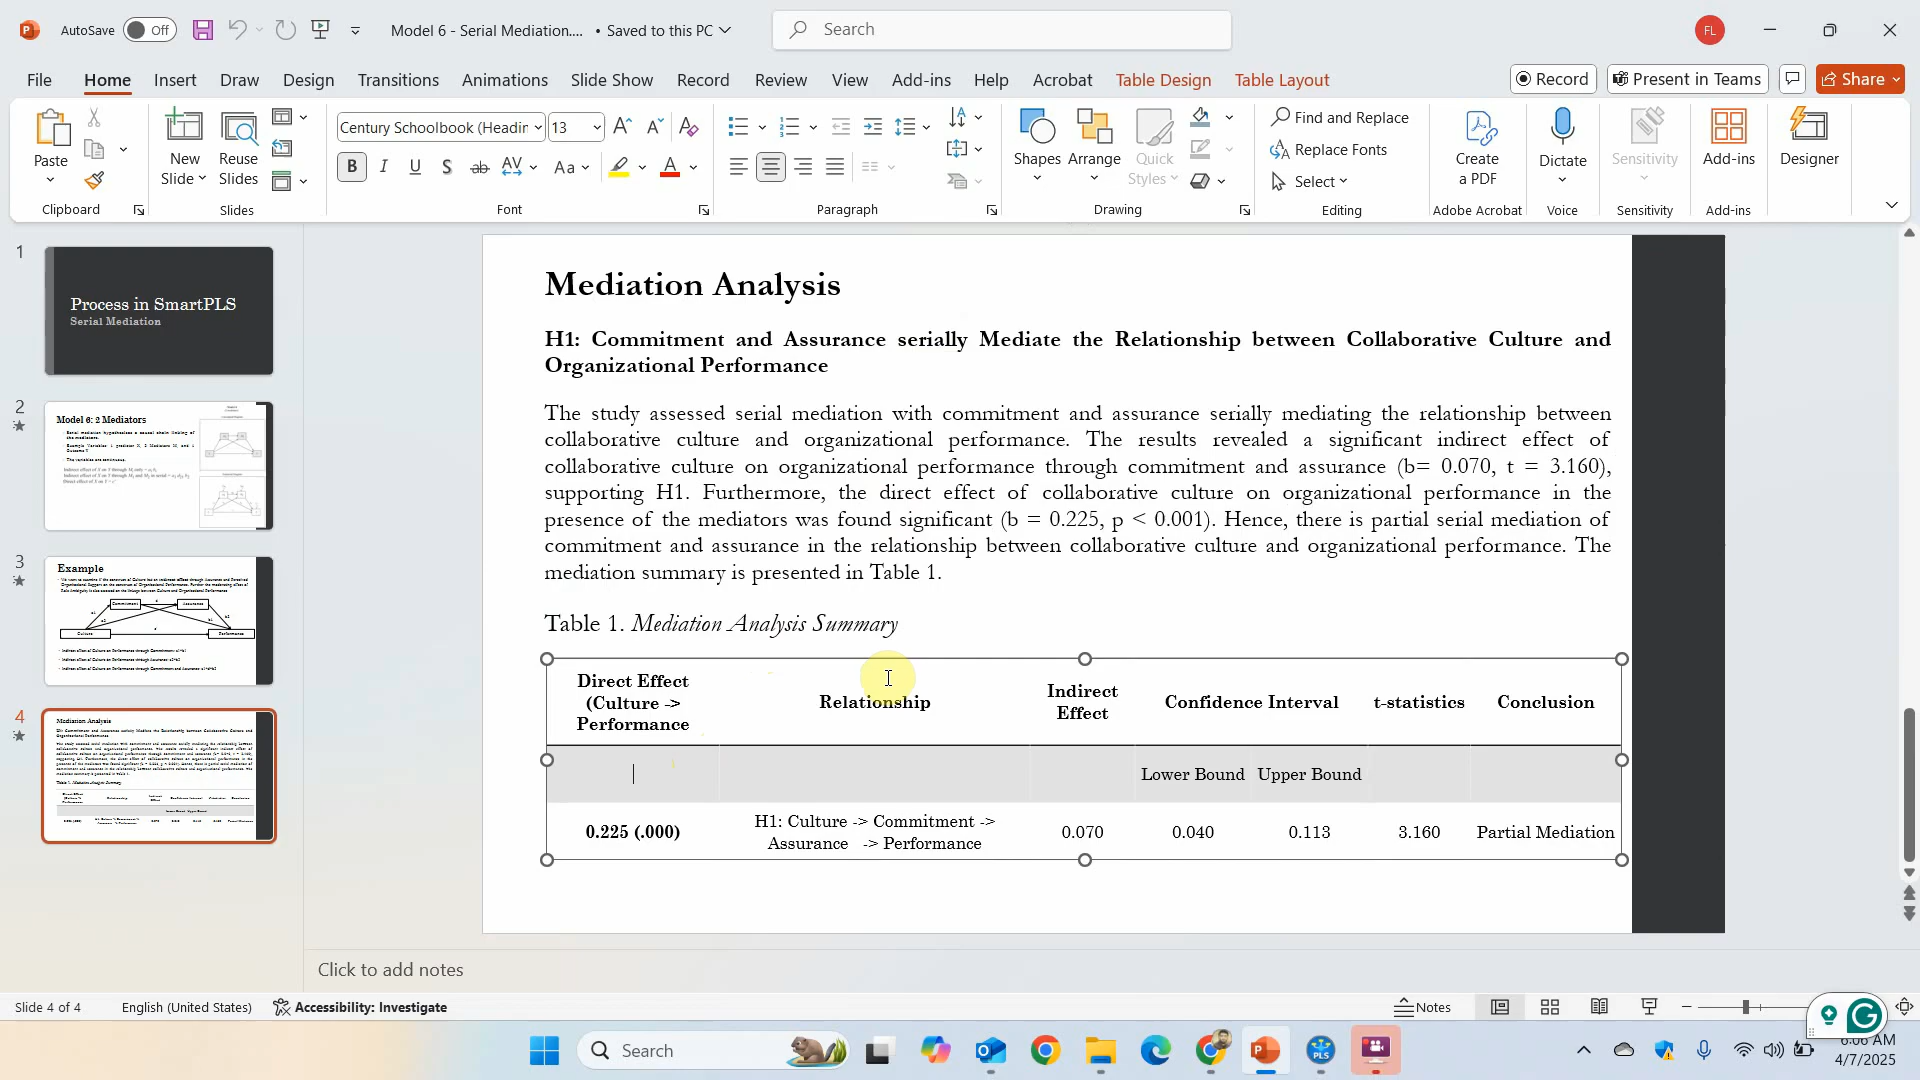 AutoSave Off Model 6 - Serial Mediation.... • Saved to this PC Search FL
File Home Insert Draw Design Transitions Animations Slide Show Record Review View Add-ins Help Acrobat Table Design Table Layout Record Present in Teams Share
Paste New Slide Reuse Slides Century Schoolbook (Headin 13 Shapes Arrange Quick Styles Find and Replace Replace Fonts Select Create a PDF Dictate Sensitivity Add-ins Designer
Clipboard Slides Font Paragraph Drawing Editing Adobe Acrobat Voice Sensitivity Add-ins
1
Process in SmartPLS
Serial Mediation
2
Model 6: 2 Mediators
3
Example
4
Mediation Analysis
Mediation Analysis
H1: Commitment and Assurance serially Mediate the Relationship between Collaborative Culture and
Organizational Performance
The study assessed serial mediation with commitment and assurance serially mediating the relationship between
collaborative culture and organizational performance. The results revealed a significant indirect effect of
collaborative culture on organizational performance through commitment and assurance (b= 0.070, t = 3.160),
supporting H1. Furthermore, the direct effect of collaborative culture on organizational performance in the
presence of the mediators was found significant (b = 0.225, p < 0.001). Hence, there is partial serial mediation of
commitment and assurance in the relationship between collaborative culture and organizational performance. The
mediation summary is presented in Table 1.
Table 1. Mediation Analysis Summary
Direct Effect (Culture -> Performance Relationship Indirect Effect Confidence Interval t-statistics Conclusion
Lower Bound Upper Bound
0.225 (.000) H1: Culture -> Commitment -> Assurance -> Performance 0.070 0.040 0.113 3.160 Partial Mediation
Click to add notes
Slide 4 of 4 English (United States) Accessibility: Investigate Notes
Search
6:06 AM
4/7/2025